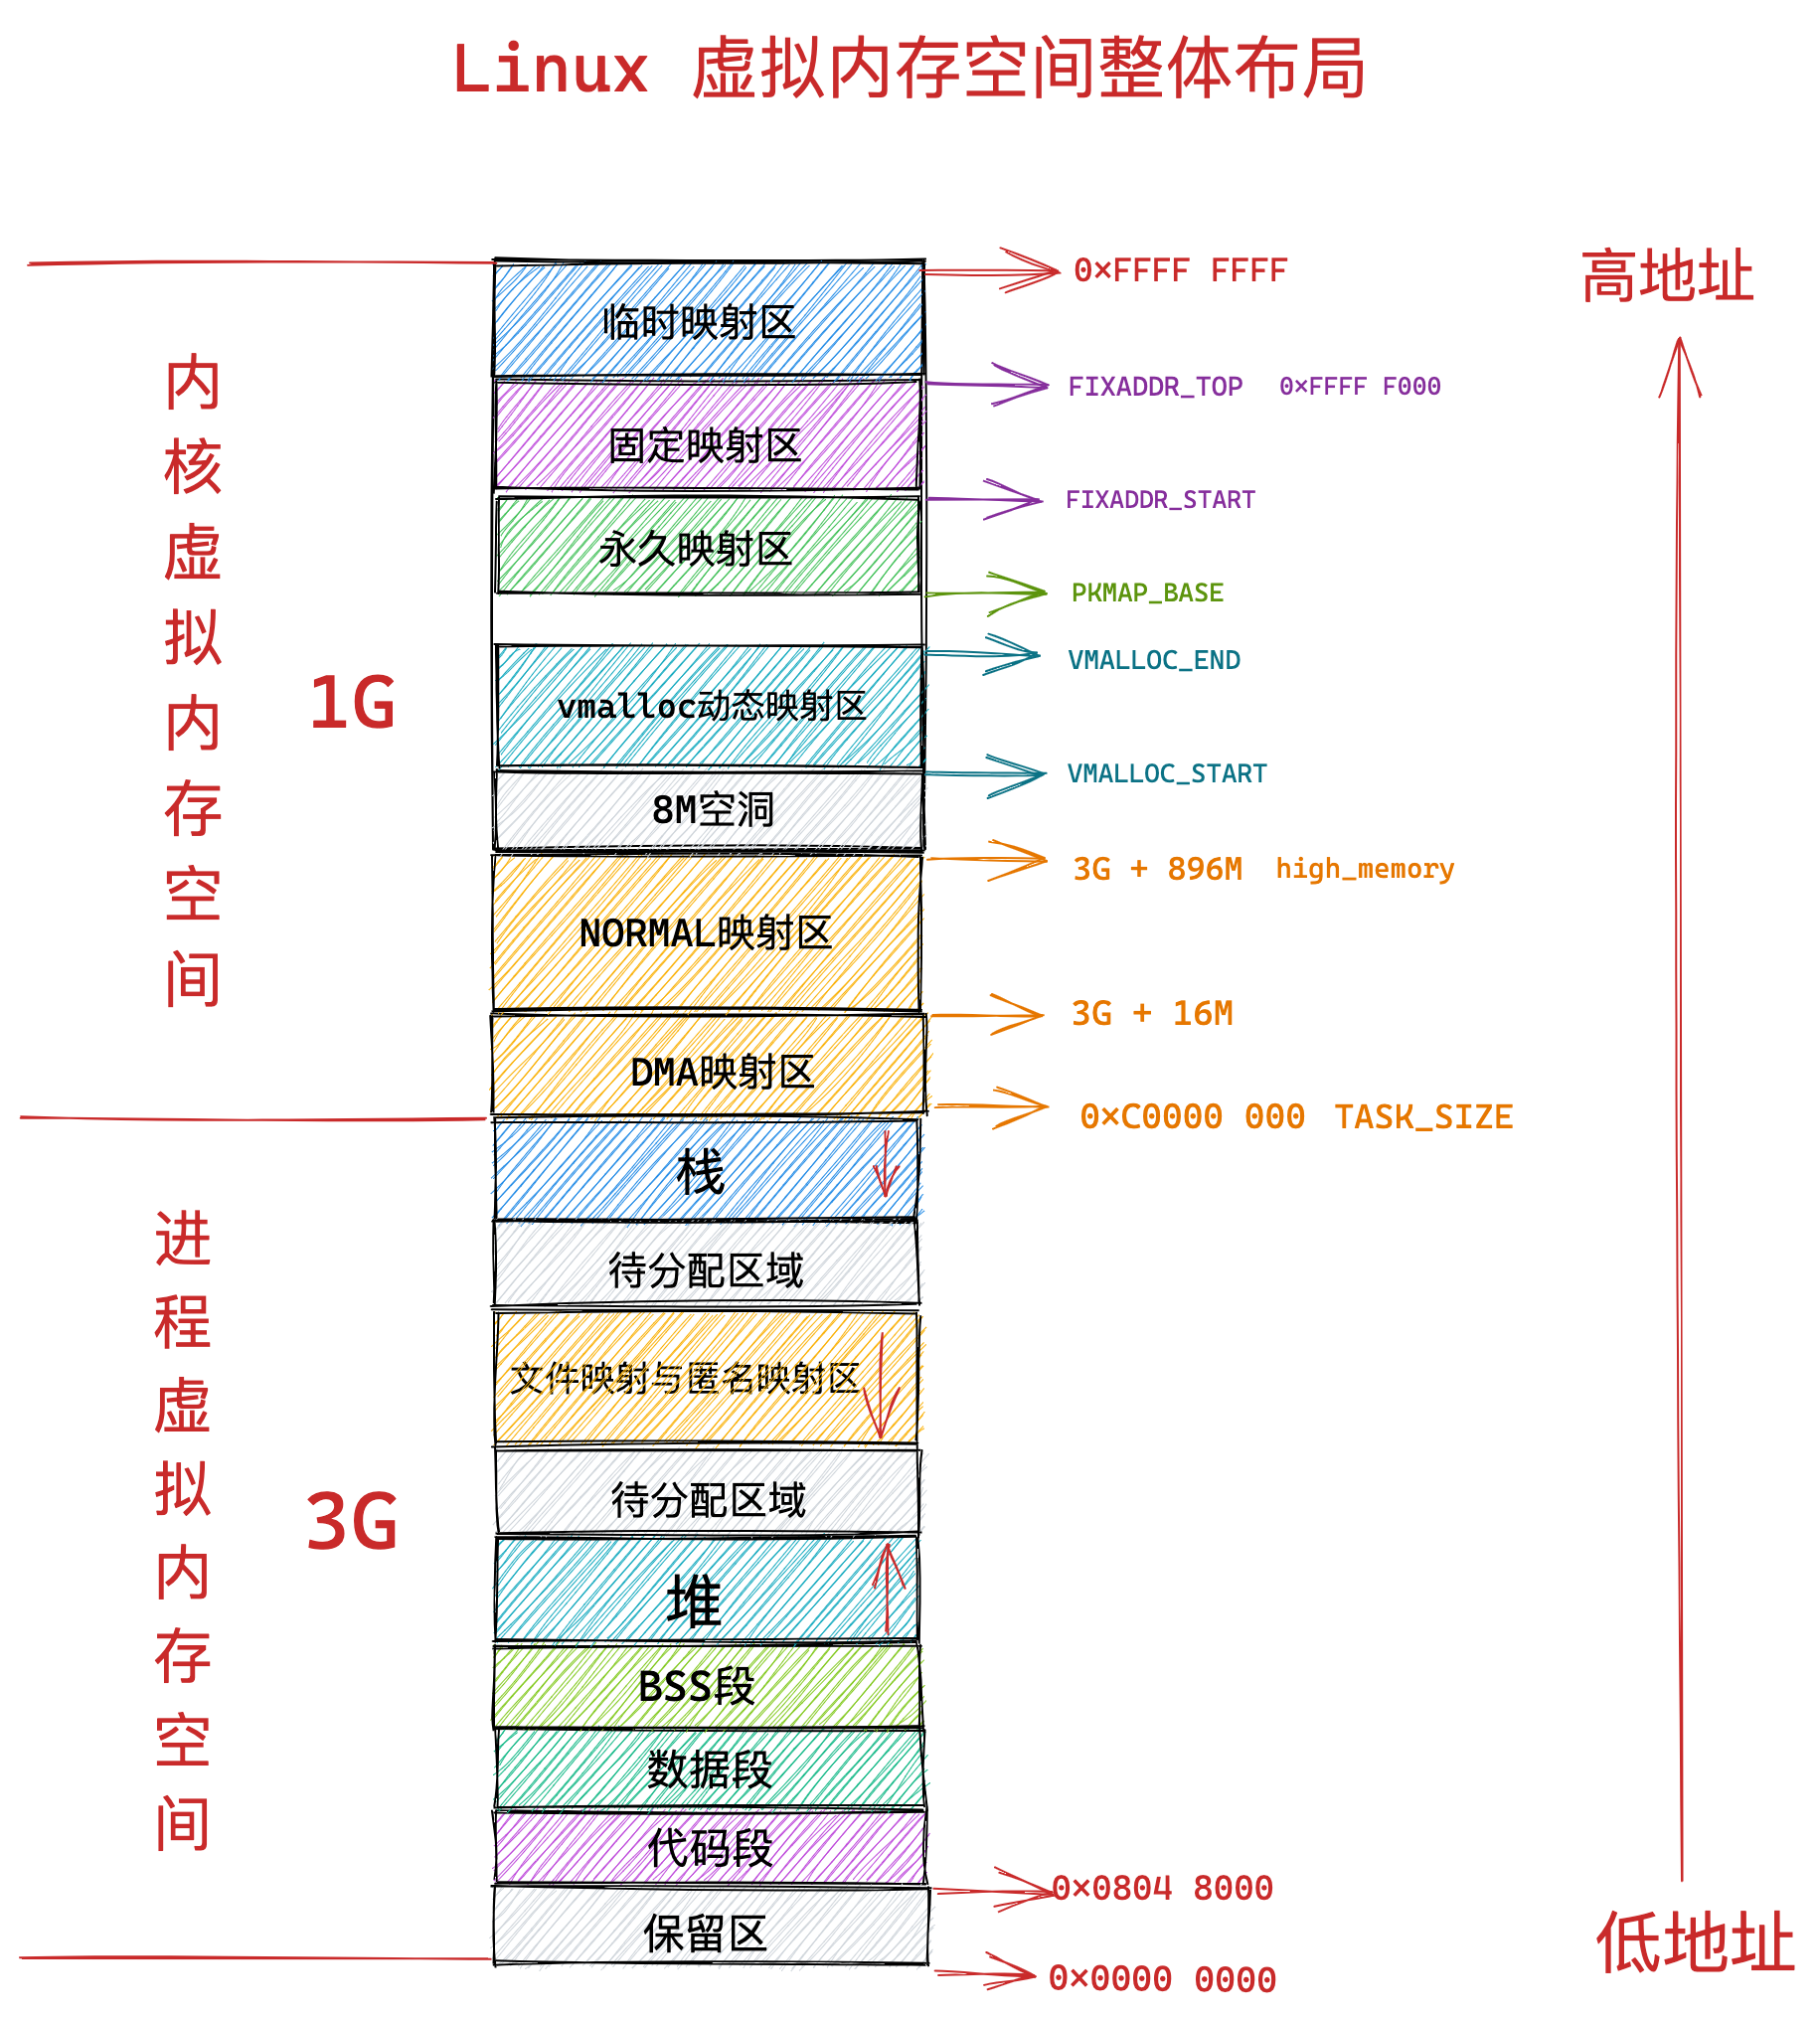 Linux 虚拟内存空间整体布局
高地址
内核虚拟内存空间
1G
临时映射区
0×FFFF FFFF
固定映射区
FIXADDR_TOP 0×FFFF F000
永久映射区
FIXADDR_START
PKMAP_BASE
VMALLOC_END
vmalloc动态映射区
VMALLOC_START
8M空洞
3G + 896M high_memory
NORMAL映射区
3G + 16M
DMA映射区
0×C0000 000 TASK_SIZE
进程虚拟内存空间
3G
栈
待分配区域
文件映射与匿名映射区
待分配区域
堆
BSS段
数据段
代码段
0×0804 8000
保留区
0×0000 0000
低地址